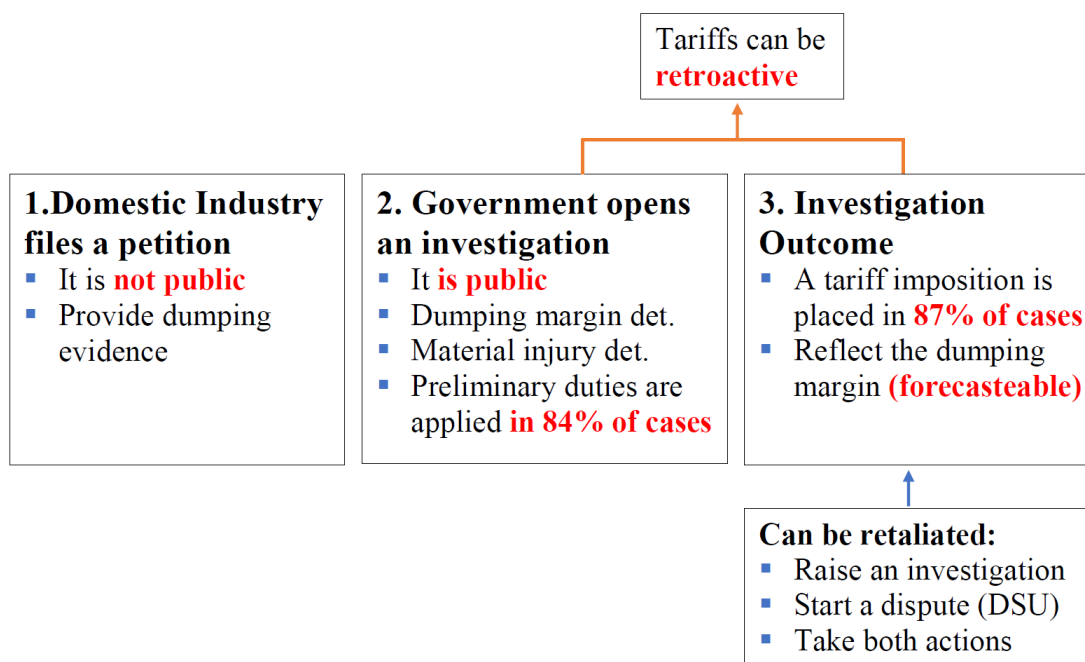 Tariffs can be
retroactive
1.Domestic Industry
files a petition
▪ It is not public
▪ Provide dumping
evidence
2. Government opens
an investigation
▪ It is public
▪ Dumping margin det.
▪ Material injury det.
▪ Preliminary duties are
applied in 84% of cases
3. Investigation
Outcome
▪ A tariff imposition is
placed in 87% of cases
▪ Reflect the dumping
margin (forecasteable)
Can be retaliated:
▪ Raise an investigation
▪ Start a dispute (DSU)
▪ Take both actions